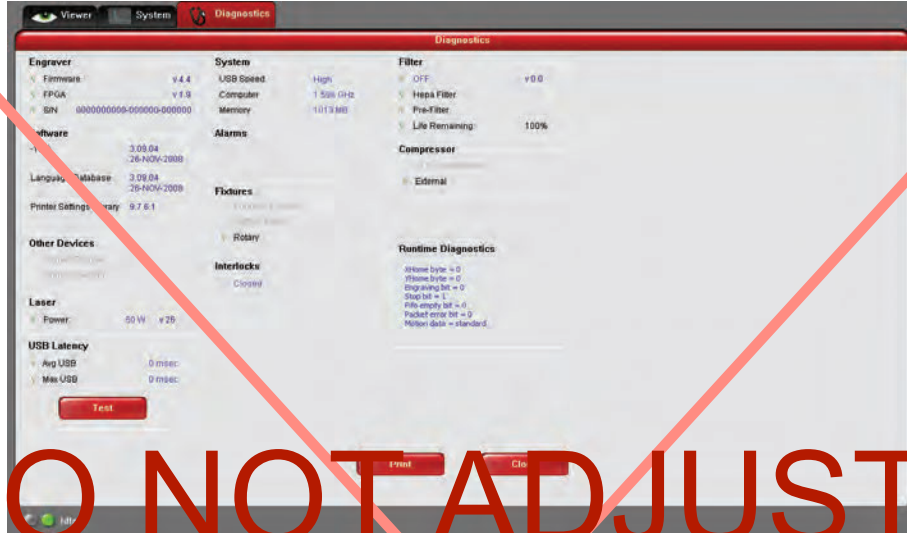 Viewer
System
Diagnostics
Diagnostics
Engraver
Firmware v 4.4
FPGA v 1.9
S/N 0000000000-000000-000000
3.09.04
26-NOV-2008
Language Database 3.09.04
26-NOV-2008
Printer Settings 9.7.6.1
Other Devices
Laser
Power 50 W v 26
USB Latency
Avg USB 0 msec
Max USB 0 msec
Test
System
USB Speed High
Computer 1.596 GHz
Memory 1013 MB
Alarms
Fixtures
Rotary
Interlocks
Closed
Filter
OFF v 0.0
Hepa Filter
Pre-Filter
Life Remaining 100%
Compressor
External
Runtime Diagnostics
XHome byte = 0
YHome byte = 0
Engraving bit = 0
Stop bit = 1
Fifo empty bit = 0
Packet error bit = 0
Motion data = standard
Print
O NOT ADJUST